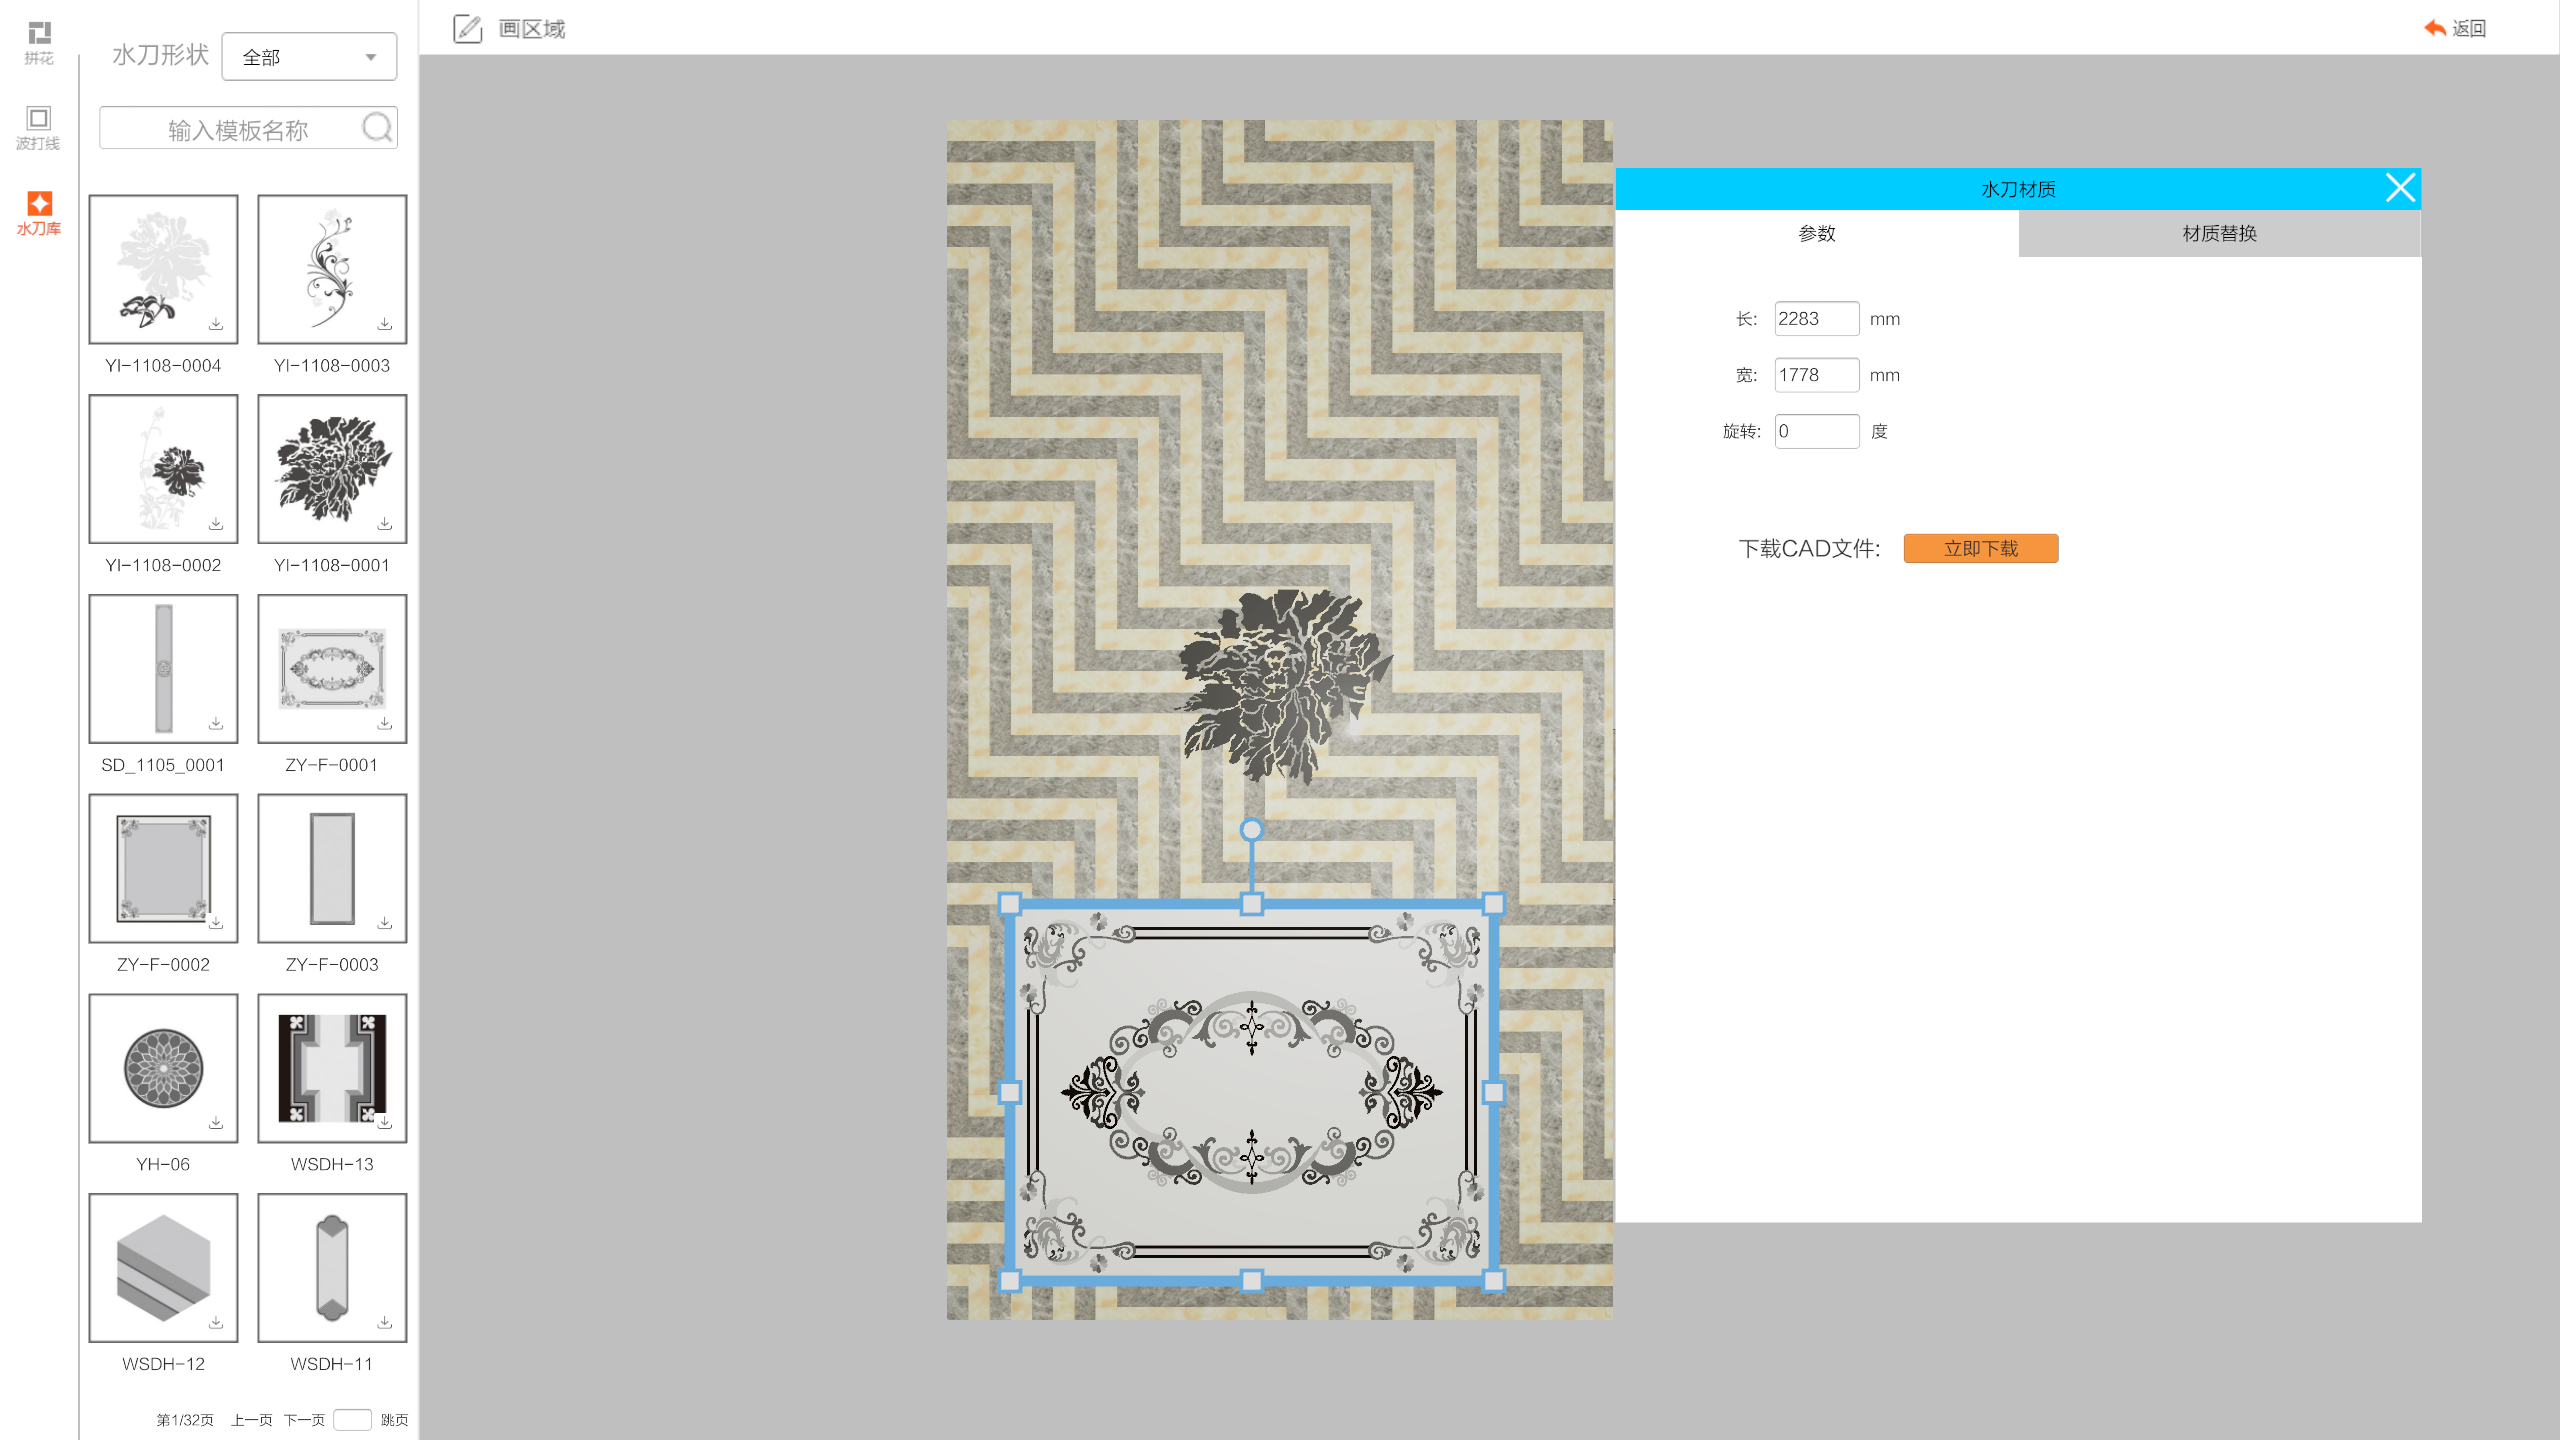 画区域
返回
拼花
波打线
水刀库
水刀形状
全部
输入模板名称
YI-1108-0004
YI-1108-0003
YI-1108-0002
YI-1108-0001
SD_1105_0001
ZY-F-0001
ZY-F-0002
ZY-F-0003
YH-06
WSDH-13
WSDH-12
WSDH-11
第1/32页 上一页 下一页 跳页
水刀材质
参数
材质替换
长: 2283 mm
宽: 1778 mm
旋转: 0 度
下载CAD文件: 立即下载